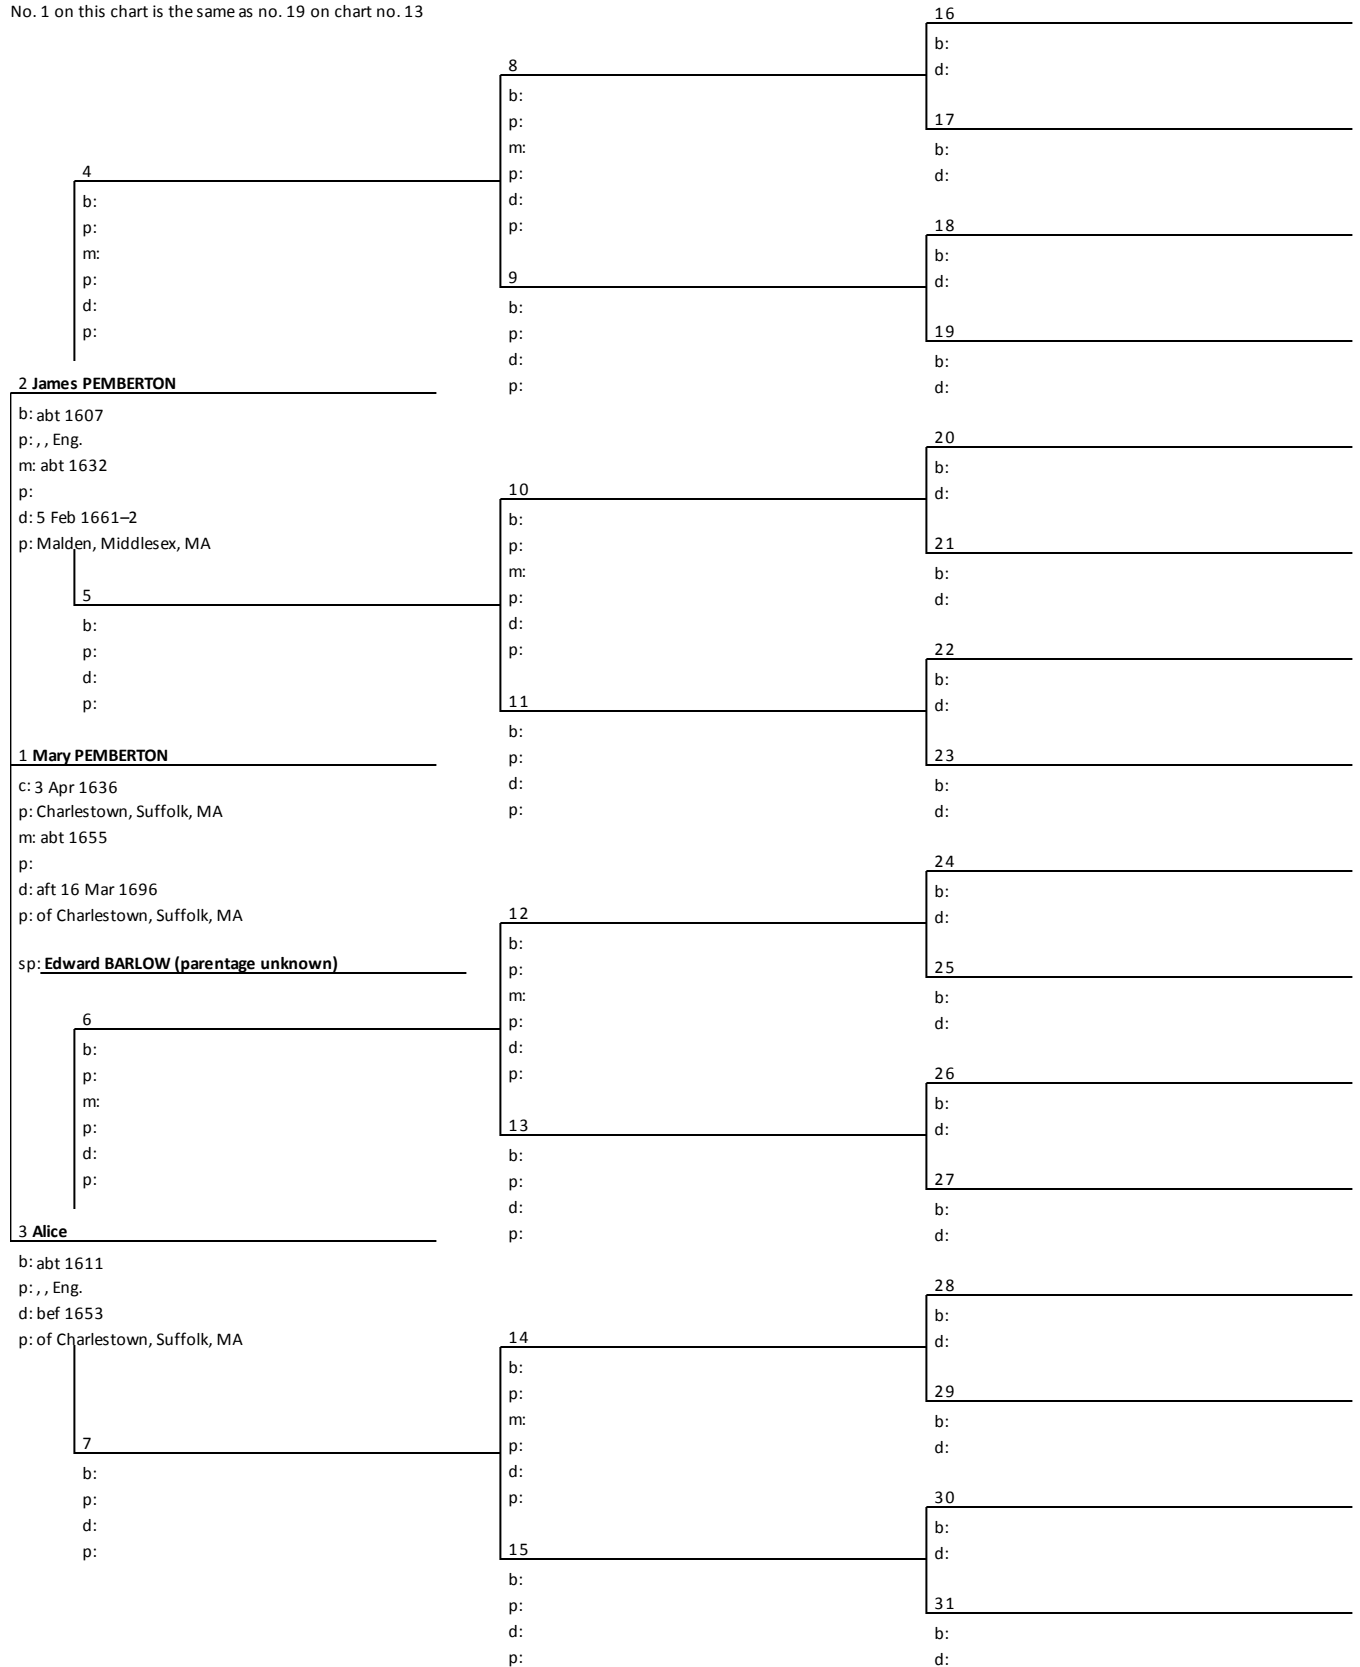 No. 1 on this chart is the same as no. 19 on chart no. 13
4
b:
p:
m:
p:
d:
p:
2 James PEMBERTON
b: abt 1607
p: , , Eng.
m: abt 1632
p:
d: 5 Feb 1661–2
p: Malden, Middlesex, MA
5
b:
p:
d:
p:
1 Mary PEMBERTON
c: 3 Apr 1636
p: Charlestown, Suffolk, MA
m: abt 1655
p:
d: aft 16 Mar 1696
p: of Charlestown, Suffolk, MA
sp: Edward BARLOW (parentage unknown)
6
b:
p:
m:
p:
d:
p:
3 Alice
b: abt 1611
p: , , Eng.
d: bef 1653
p: of Charlestown, Suffolk, MA
7
b:
p:
d:
p:
8
b:
p:
m:
p:
d:
p:
9
b:
p:
d:
p:
10
b:
p:
m:
p:
d:
p:
11
b:
p:
d:
p:
12
b:
p:
m:
p:
d:
p:
13
b:
p:
d:
p:
14
b:
p:
m:
p:
d:
p:
15
b:
p:
d:
p:
16
b:
d:
17
b:
d:
18
b:
d:
19
b:
d:
20
b:
d:
21
b:
d:
22
b:
d:
23
b:
d:
24
b:
d:
25
b:
d:
26
b:
d:
27
b:
d:
28
b:
d:
29
b:
d:
30
b:
d:
31
b:
d: